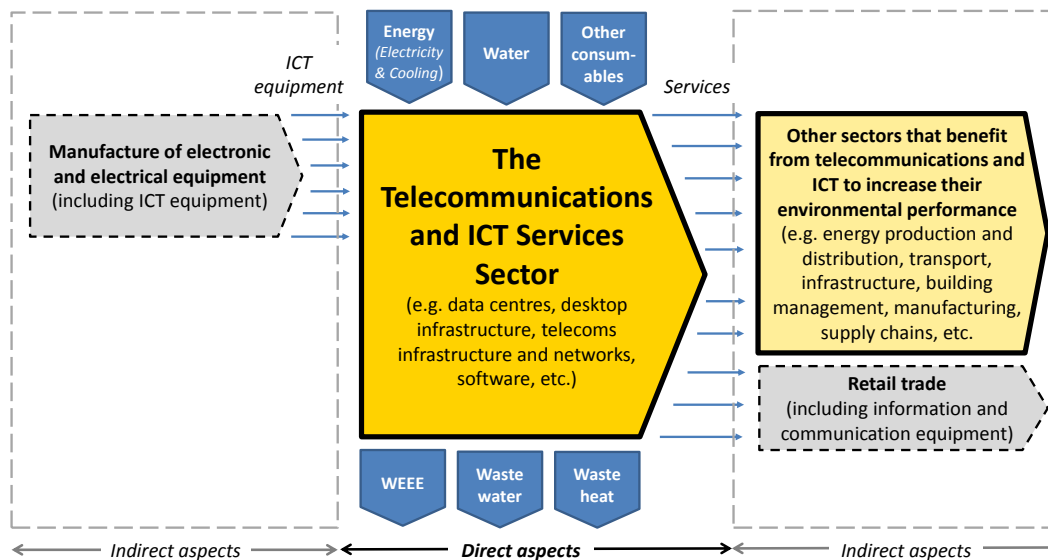 Energy
(Electricity
& Cooling)
Water
Other
consum-
ables
ICT
equipment
Services
Manufacture of electronic
and electrical equipment
(including ICT equipment)
The
Telecommunications
and ICT Services
Sector
(e.g. data centres, desktop
infrastructure, telecoms
infrastructure and networks,
software, etc.)
Other sectors that benefit
from telecommunications and
ICT to increase their
environmental performance
(e.g. energy production and
distribution, transport,
infrastructure, building
management, manufacturing,
supply chains, etc.
Retail trade
(including information and
communication equipment)
WEEE
Waste
water
Waste
heat
Indirect aspects
Direct aspects
Indirect aspects